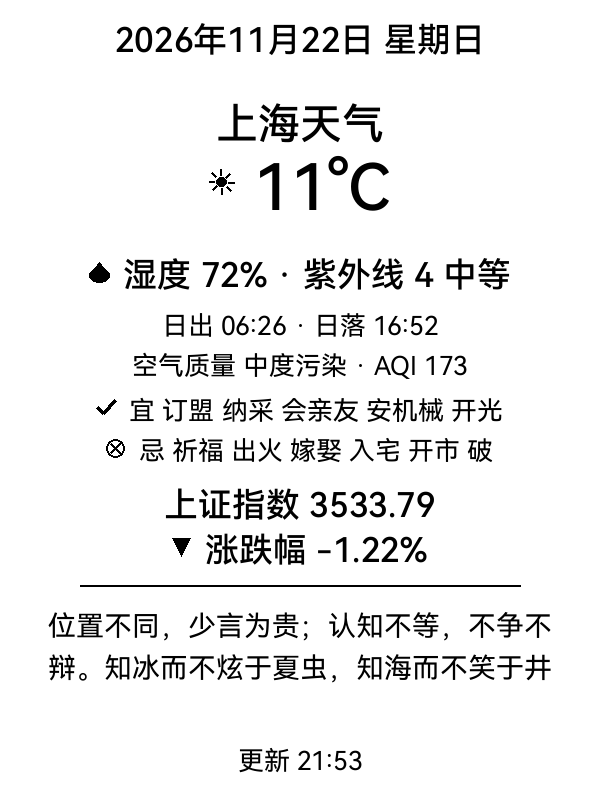 2026年11月22日 星期日
上海天气
11°C
湿度 72% · 紫外线 4 中等
日出 06:26 · 日落 16:52
空气质量 中度污染 · AQI 173
宜 订盟 纳采 会亲友 安机械 开光
忌 祈福 出火 嫁娶 入宅 开市 破
上证指数 3533.79
▼ 涨跌幅 -1.22%
位置不同，少言为贵；认知不等，不争不
辩。知冰而不炫于夏虫，知海而不笑于井
更新 21:53